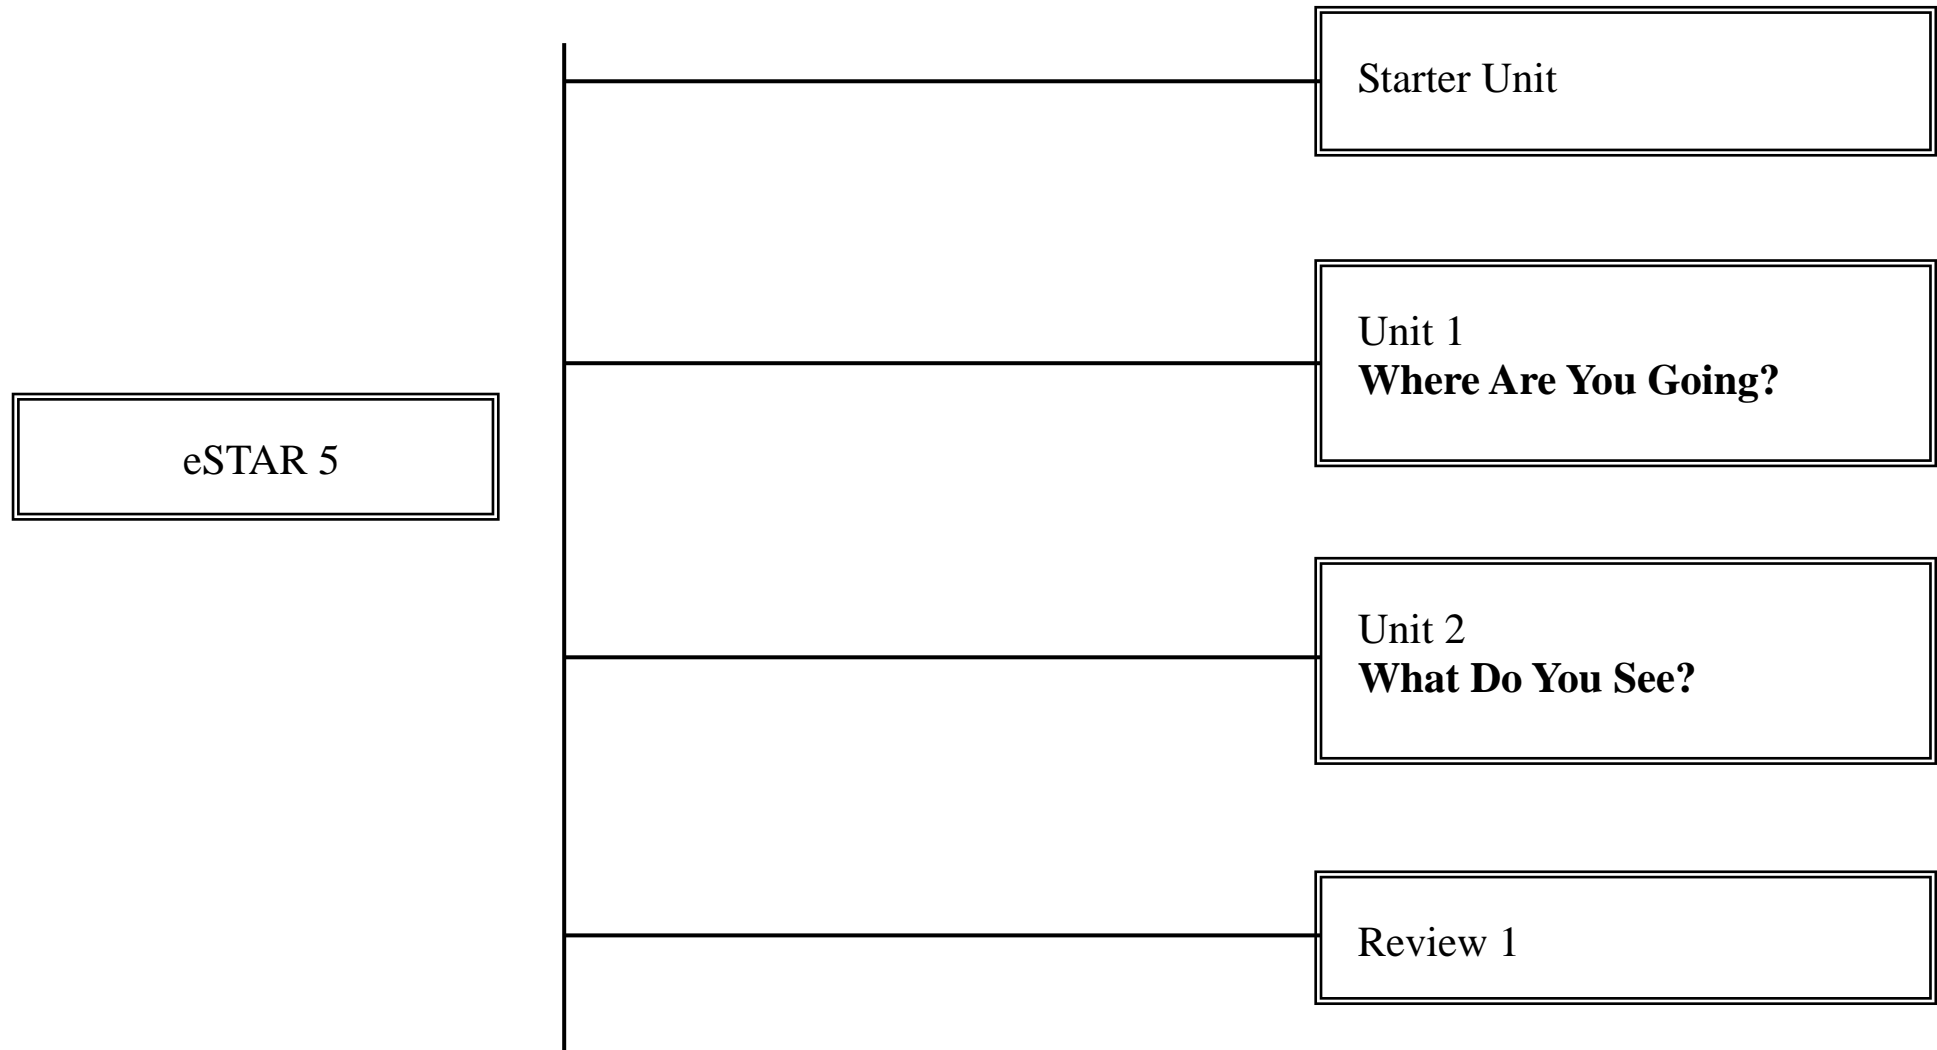 Starter Unit
Unit 1
Where Are You Going?
eSTAR 5
Unit 2
What Do You See?
Review 1